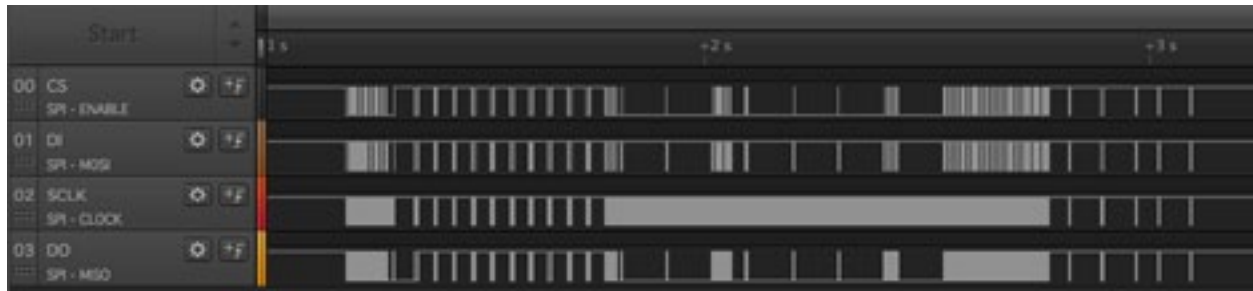 Start
1 s
+2 s
+3 s
00 CS
SPI - ENABLE
01 DI
SPI - MOSI
02 SCLK
SPI - CLOCK
03 DO
SPI - MISO